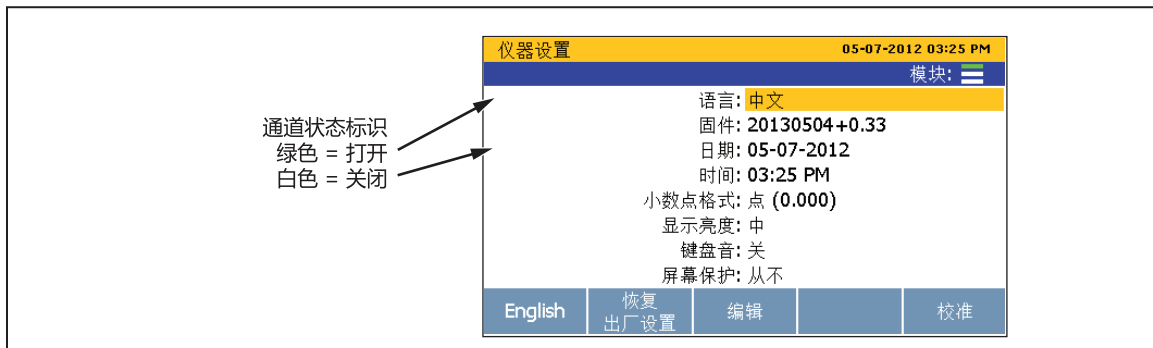 仪器设置 05-07-2012 03:25 PM
模块:
通道状态标识
绿色 = 打开
白色 = 关闭
语言: 中文
固件: 20130504+0.33
日期: 05-07-2012
时间: 03:25 PM
小数点格式: 点 (0.000)
显示亮度: 中
键盘音: 关
屏幕保护: 从不
English
恢复
出厂设置
编辑
校准